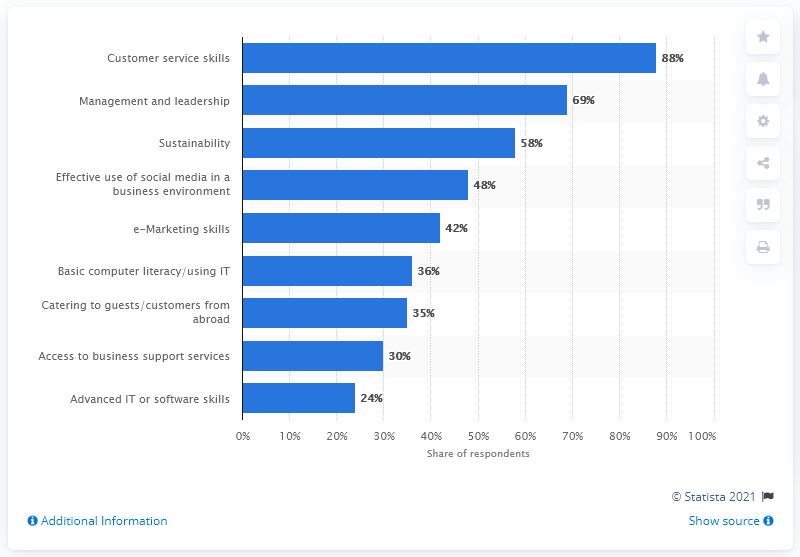 Customer service skills 88%
Management and leadership 69%
Sustainability 58%
Effective use of social media in a
business environment 48%
e-Marketing skills 42%
Basic computer literacy/using IT 36%
Catering to guests/customers from
abroad 35%
Access to business support services 30%
Advanced IT or software skills 24%
0% 10% 20% 30% 40% 50% 60% 70% 80% 90% 100%
Share of respondents
© Statista 2021
Additional Information
Show source